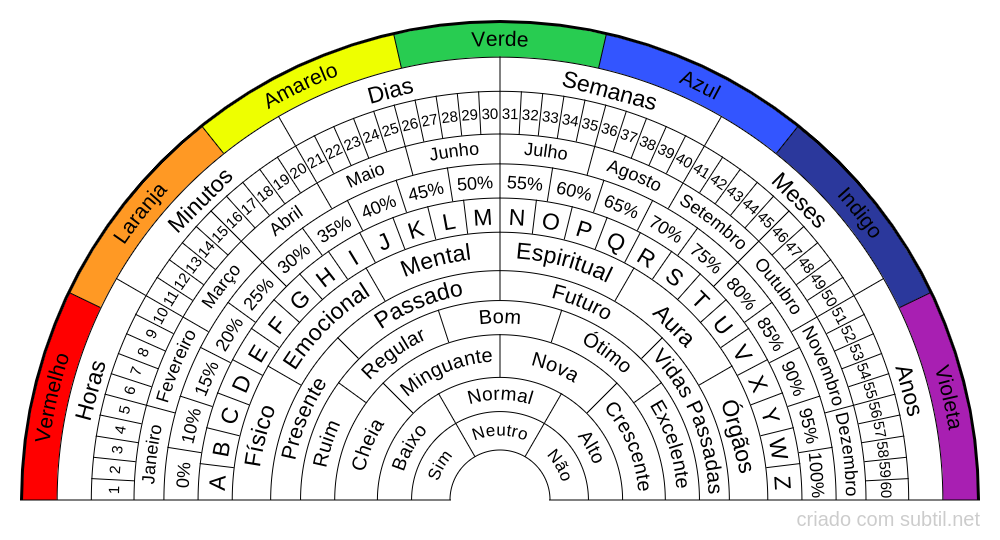 Vermelho Laranja Amarelo Verde Azul Indigo Violeta
Horas Minutos Dias Semanas Meses Anos
1 2 3 4 5 6 7 8 9 10 11 12 13 14 15 16 17 18 19 20 21 22 23 24 25 26 27 28 29 30 31 32 33 34 35 36 37 38 39 40 41 42 43 44 45 46 47 48 49 50 51 52 53 54 55 56 57 58 59 60
Janeiro Fevereiro Março Abril Maio Junho Julho Agosto Setembro Outubro Novembro Dezembro
0% 10% 15% 20% 25% 30% 35% 40% 45% 50% 55% 60% 65% 70% 75% 80% 85% 90% 95% 100%
A B C D E F G H I J K L M N O P Q R S T U V X Y W Z
Físico Emocional Mental Espiritual Aura Órgãos
Presente Passado Futuro Vidas Passadas
Ruim Regular Bom Ótimo Excelente
Cheia Minguante Nova Crescente
Baixo Normal Alto
Sim Neutro Não
criado com subtil.net